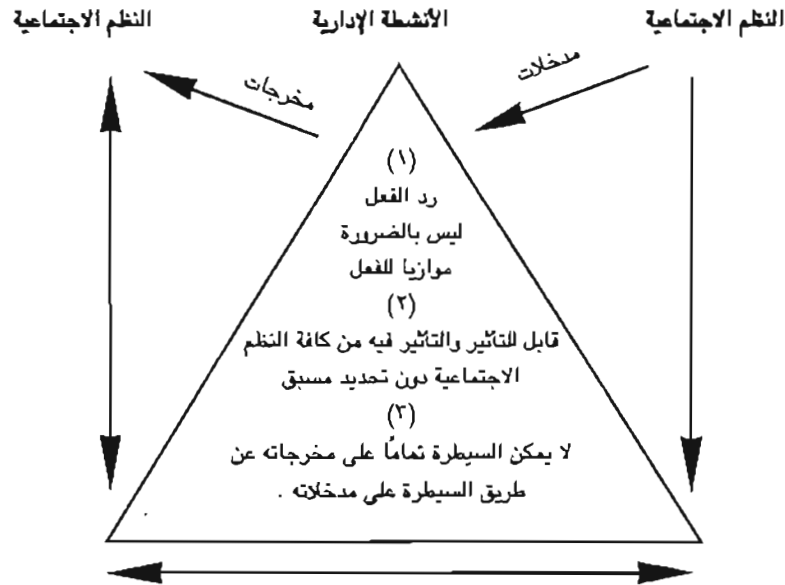 النظم الاجتماعية
الأنشطة الإدارية
النظم الاجتماعية
مدخلات
مخرجات
(١)
رد الفعل
ليس بالضرورة
موازيا للفعل
(٢)
قابل للتأثير والتأثير فيه من كافة النظم
الاجتماعية دون تحديد مسبق
(٣)
لا يمكن السيطرة تماماً على مخرجاته عن
طريق السيطرة على مدخلاته .